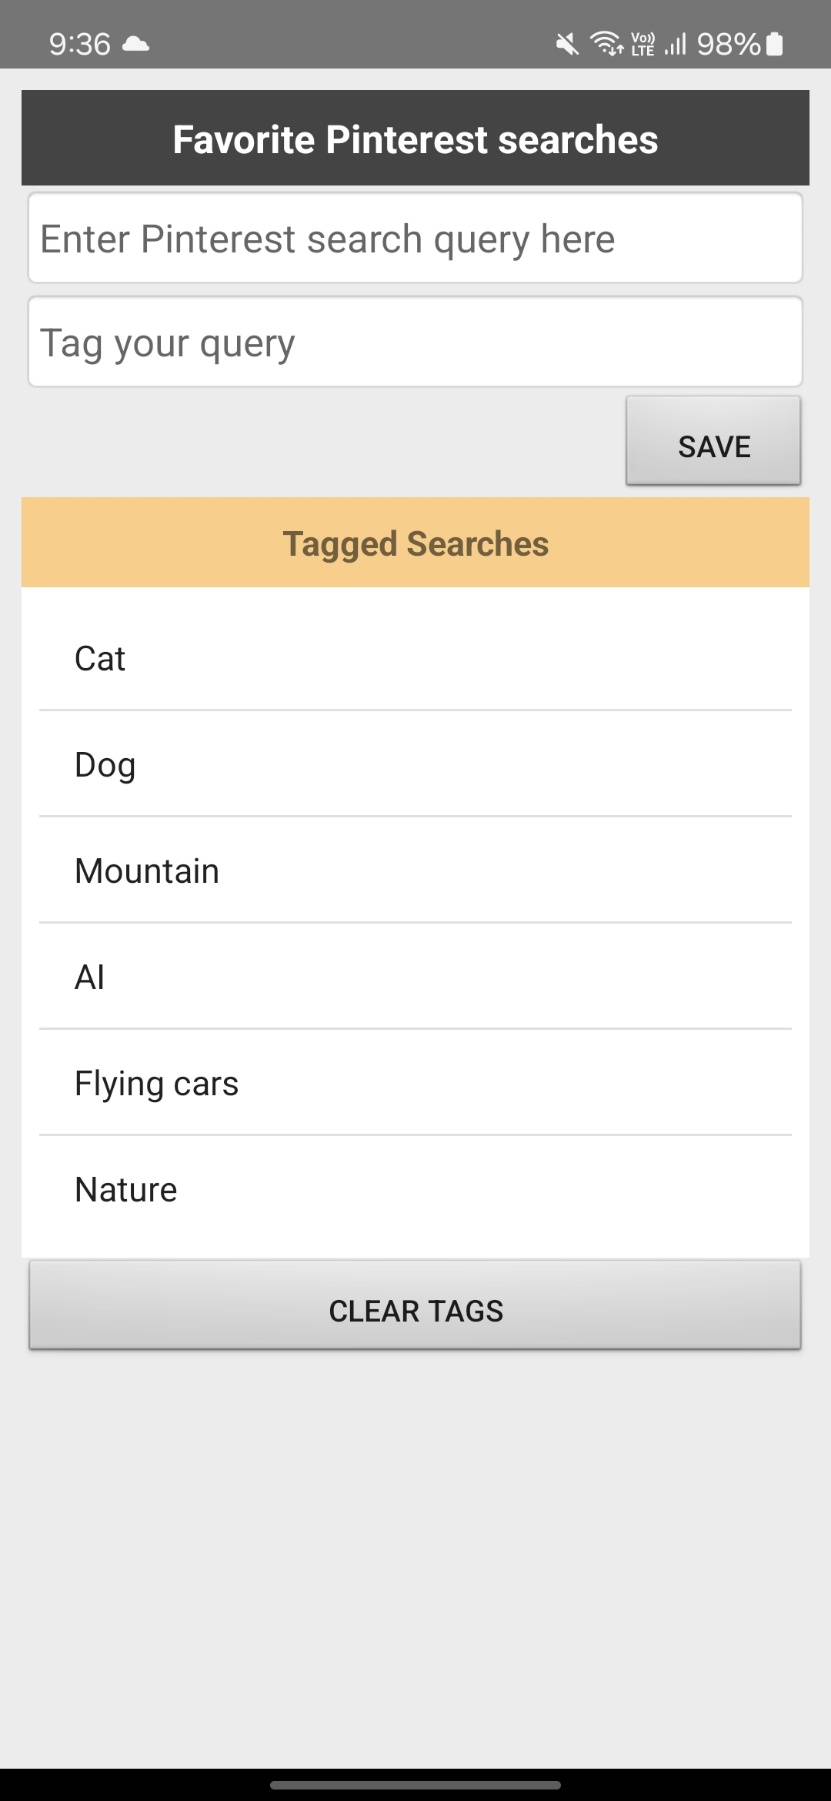 9:36 Vo)) LTE 98%
Favorite Pinterest searches
Enter Pinterest search query here
Tag your query
SAVE
Tagged Searches
Cat
Dog
Mountain
AI
Flying cars
Nature
CLEAR TAGS